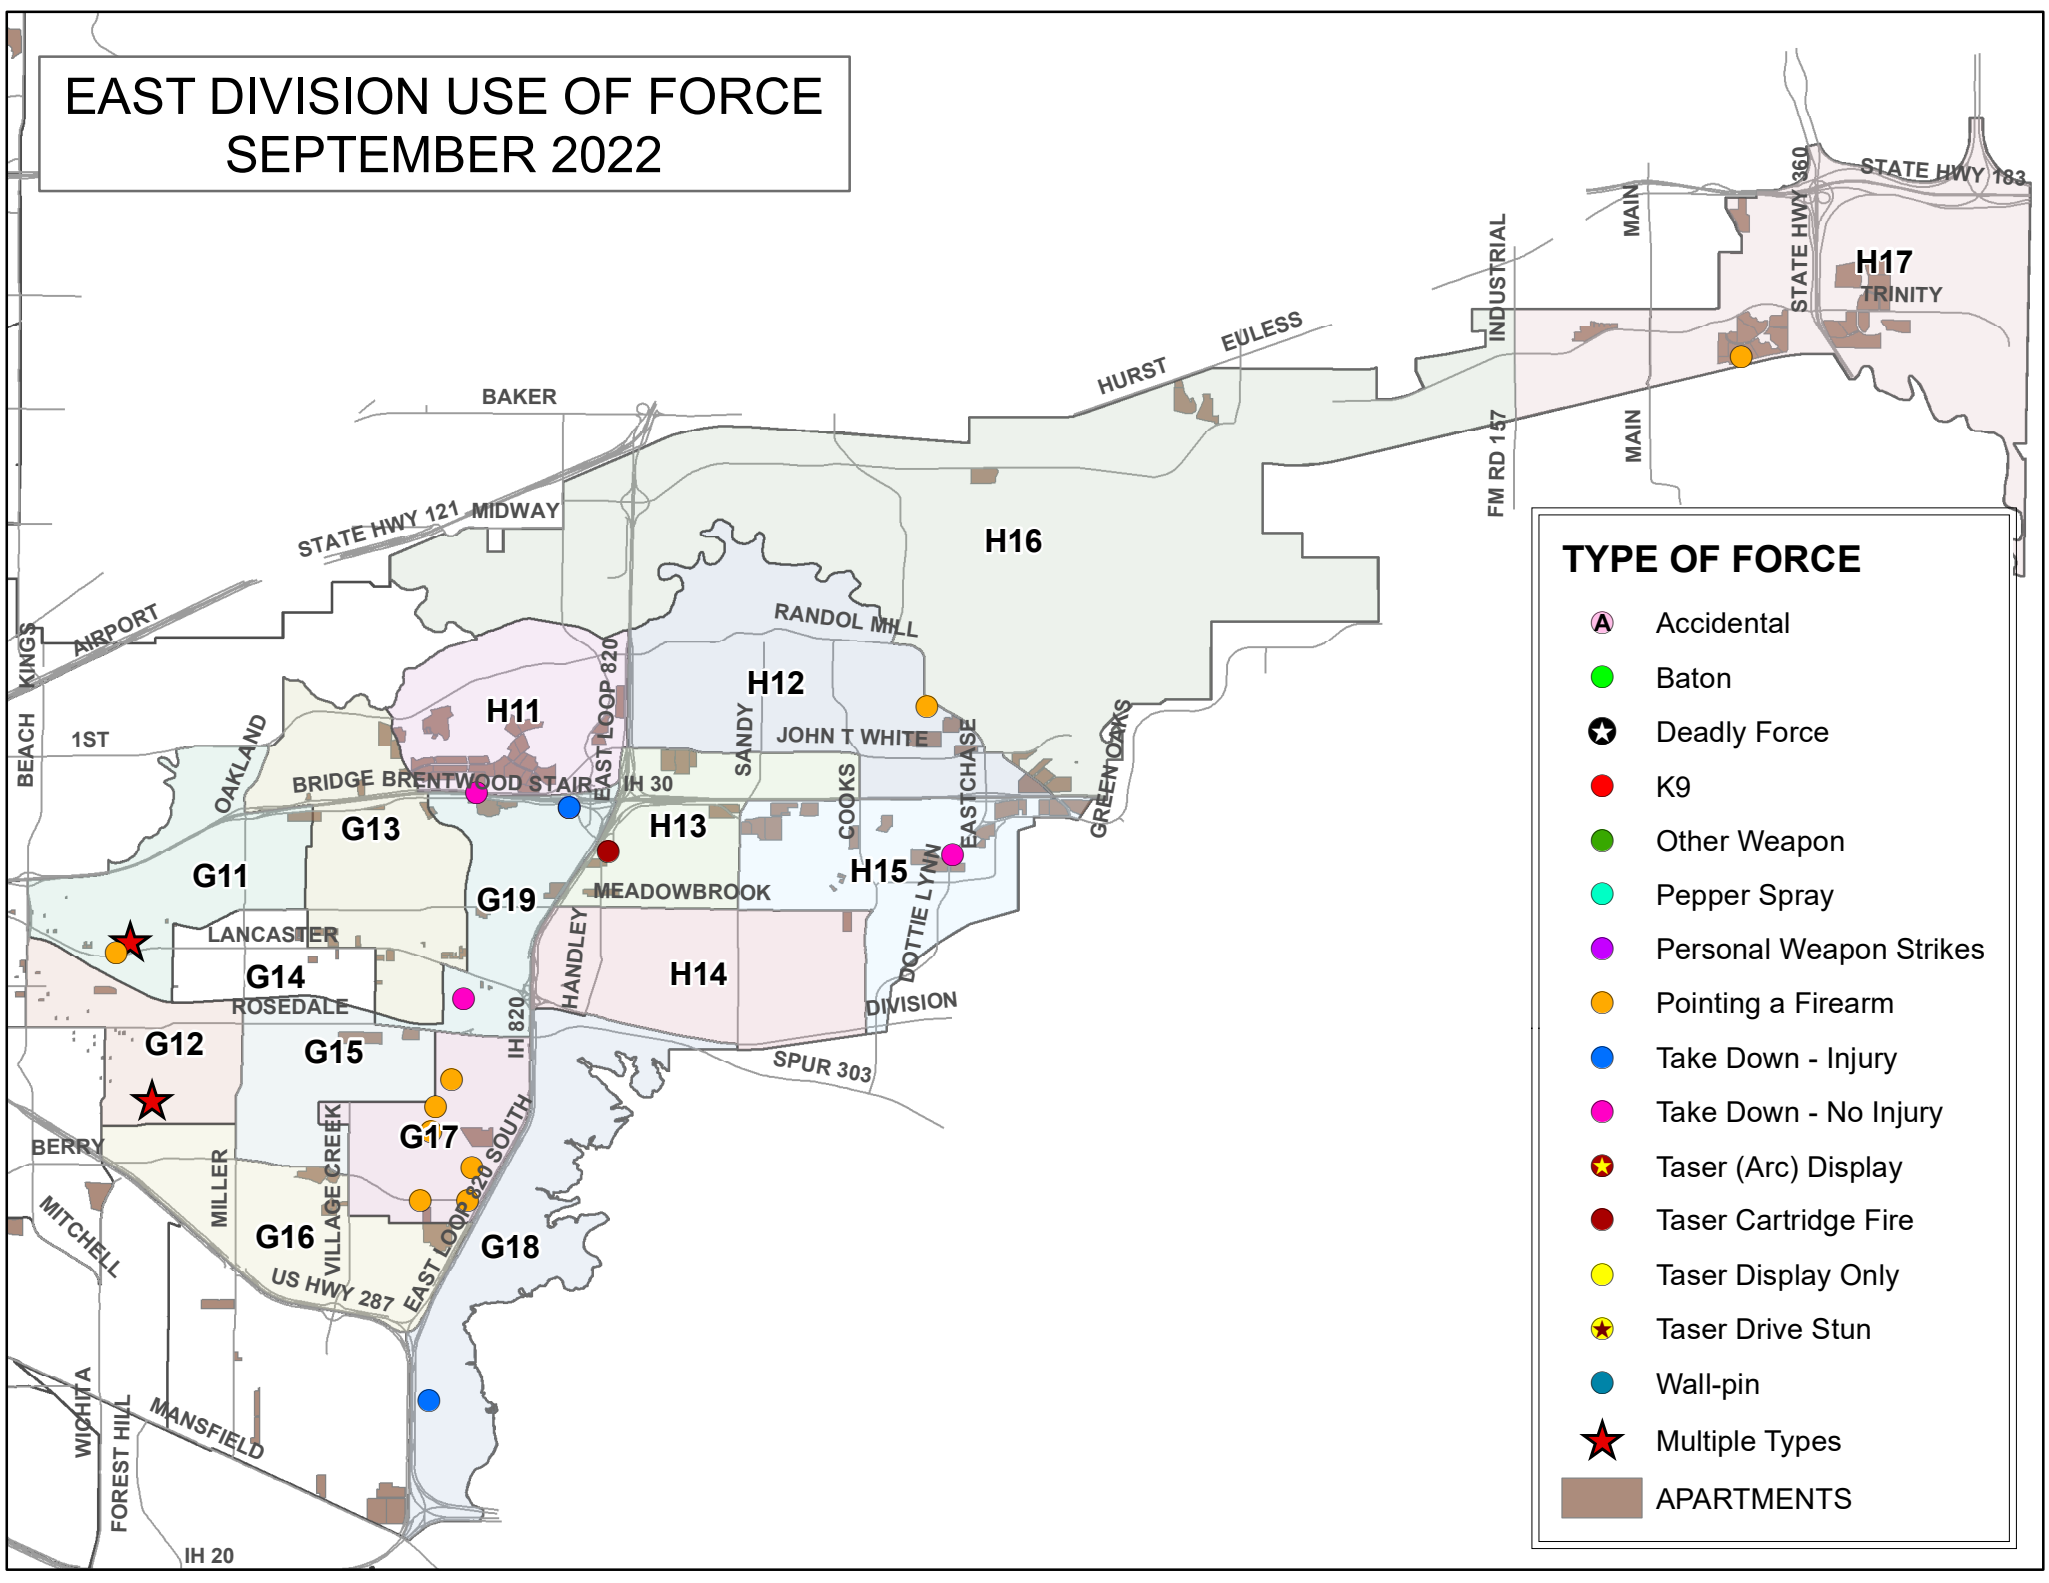 EAST DIVISION USE OF FORCE
SEPTEMBER 2022
STATE HWY 183
STATE HWY 360
MAIN
INDUSTRIAL
H17
TRINITY
EULESS
HURST
BAKER
MAIN
FM RD 157
STATE HWY 121
MIDWAY
H16
RANDOL MILL
AIRPORT
KINGS
BEACH
1ST
OAKLAND
H11
EAST LOOP 820
H12
SANDY
JOHN T WHITE
EASTCHASE
GREEN OAKS
BRIDGE
BRENTWOOD STAIR
IH 30
G13
H13
COOKS
G11
G19
H15
MEADOWBROOK
DOTTIE LYNN
LANCASTER
HANDLEY
G14
H14
ROSEDALE
DIVISION
IH 820
G12
G15
SPUR 303
G17
BERRY
MILLER
VILLAGE CREEK
EAST LOOP 820 SOUTH
MITCHELL
G16
G18
US HWY 287
WICHITA
FOREST HILL
MANSFIELD
IH 20
TYPE OF FORCE
A Accidental
Baton
Deadly Force
K9
Other Weapon
Pepper Spray
Personal Weapon Strikes
Pointing a Firearm
Take Down - Injury
Take Down - No Injury
Taser (Arc) Display
Taser Cartridge Fire
Taser Display Only
Taser Drive Stun
Wall-pin
Multiple Types
APARTMENTS